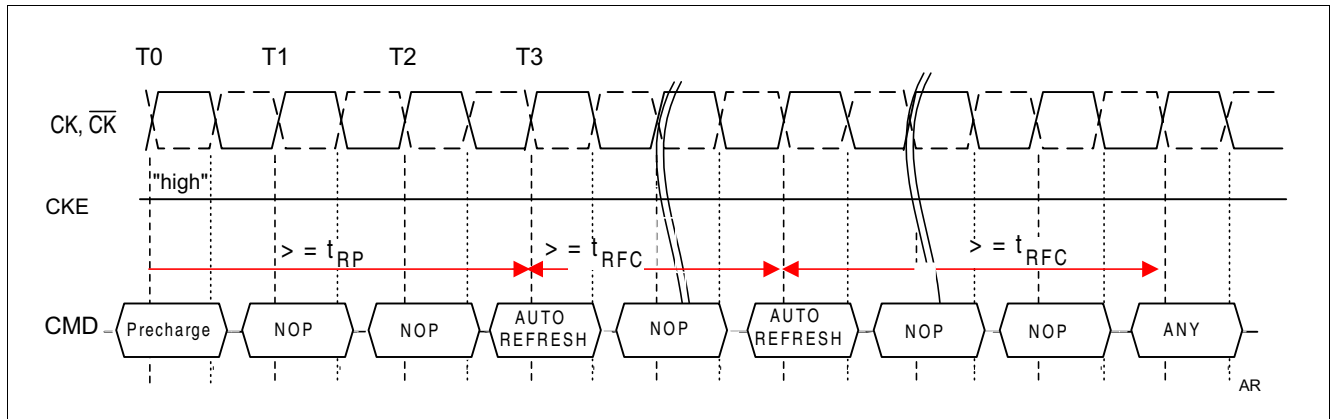 T0 T1 T2 T3
CK, CK
"high"
CKE
> = tRP > = tRFC > = tRFC
CMD Precharge NOP NOP AUTO REFRESH NOP AUTO REFRESH NOP NOP ANY
AR